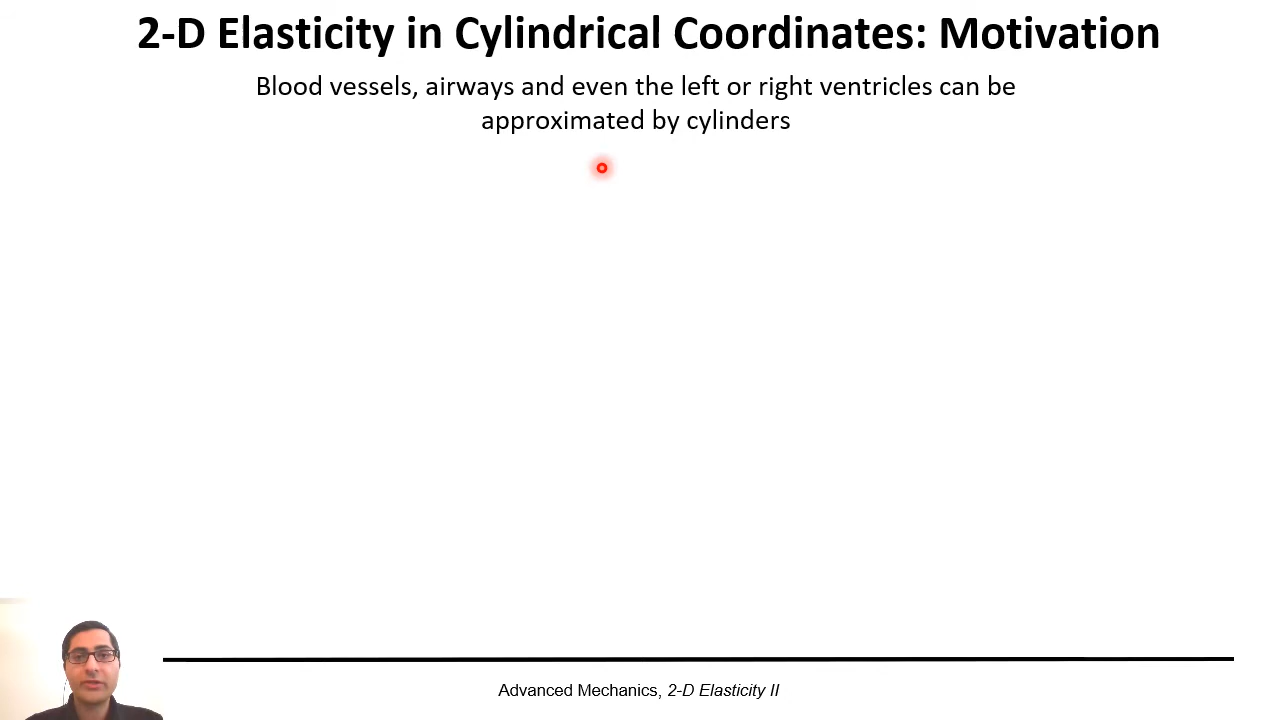 2-D Elasticity in Cylindrical Coordinates: Motivation
Blood vessels, airways and even the left or right ventricles can be
approximated by cylinders
Advanced Mechanics, 2-D Elasticity II